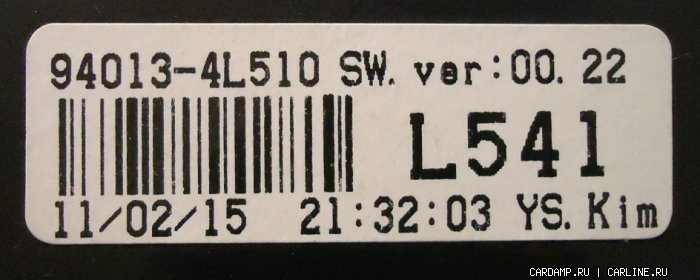 94013-4L510 SW. ver:00. 22
L541
11/02/15 21:32:03 YS. Kim
CARDAMP.RU | CARLINE.RU